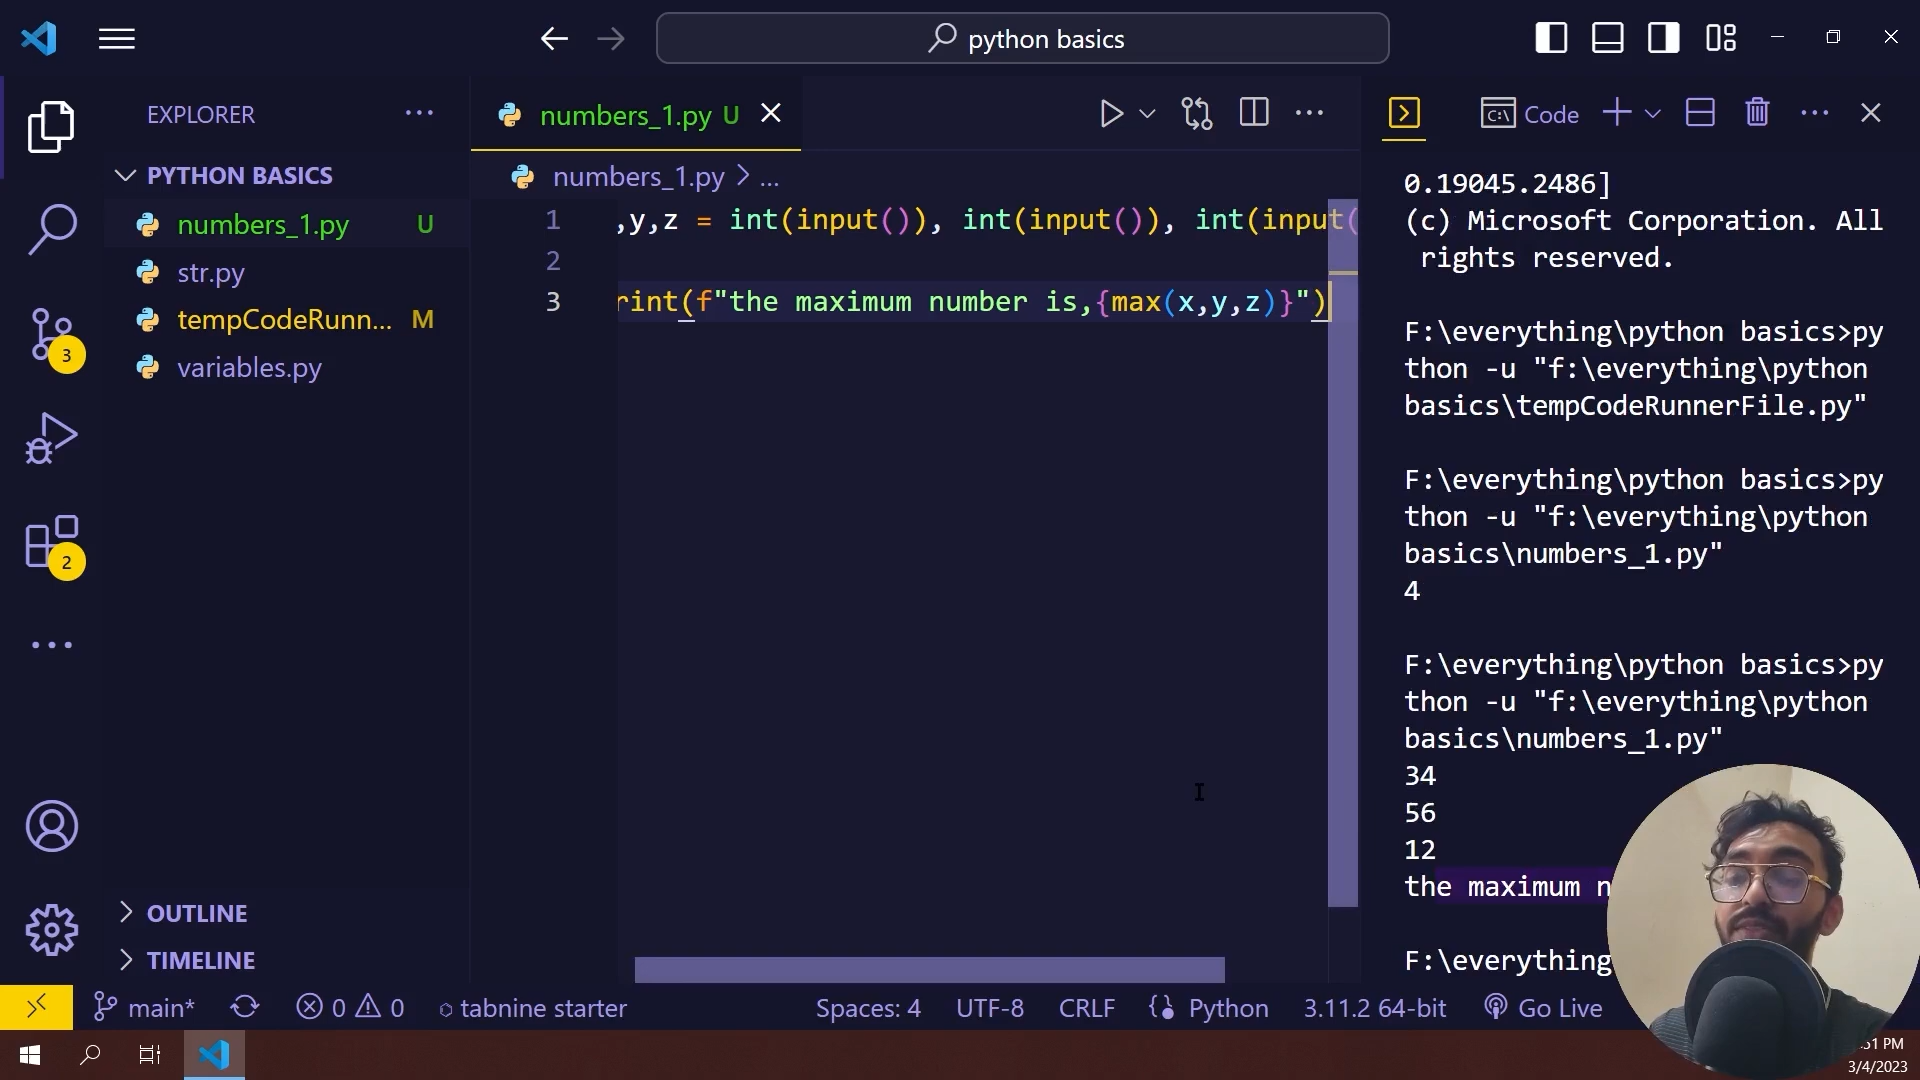 python basics
EXPLORER
PYTHON BASICS
numbers_1.py U
str.py
tempCodeRunn... M
variables.py
OUTLINE
TIMELINE
3
2
numbers_1.py U
numbers_1.py > ...
1 ,y,z = int(input()), int(input()), int(input(
2
3 rint(f"the maximum number is,{max(x,y,z)}")
Code
0.19045.2486]
(c) Microsoft Corporation. All
rights reserved.
F:\everything\python basics>py
thon -u "f:\everything\python
basics\tempCodeRunnerFile.py"
F:\everything\python basics>py
thon -u "f:\everything\python
basics\numbers_1.py"
4
F:\everything\python basics>py
thon -u "f:\everything\python
basics\numbers_1.py"
34
56
12
the maximum n
F:\everything
main* 0 0 tabnine starter Spaces: 4 UTF-8 CRLF Python 3.11.2 64-bit Go Live
:51 PM
3/4/2023